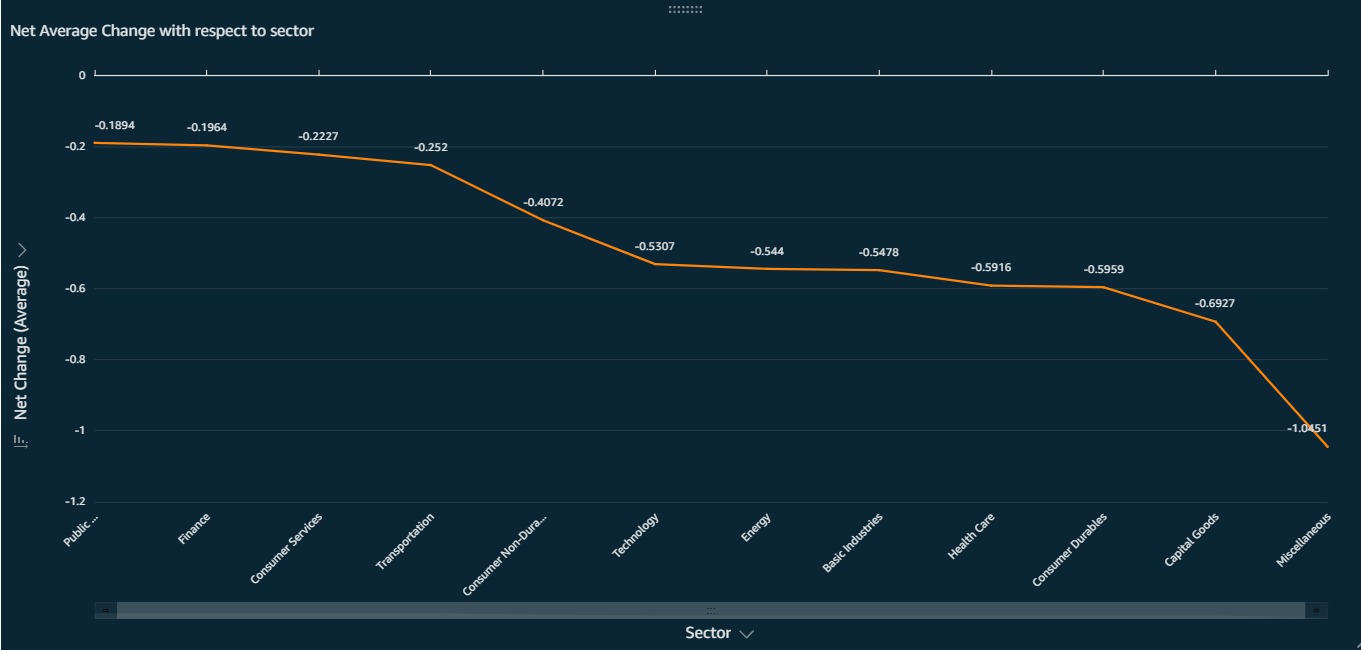 Net Average Change with respect to sector
0
-0.2
-0.4
-0.6
-0.8
-1
-1.2
Net Change (Average)
-0.1894
-0.1964
-0.2227
-0.252
-0.4072
-0.5307
-0.544
-0.5478
-0.5916
-0.5959
-0.6927
-1.0451
Public ...
Finance
Consumer Services
Transportation
Consumer Non-Dura...
Technology
Energy
Basic Industries
Health Care
Consumer Durables
Capital Goods
Miscellaneous
Sector